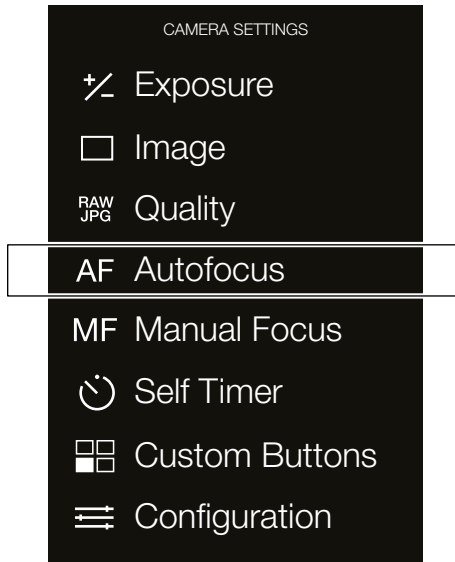 CAMERA SETTINGS
Exposure
Image
RAW JPG Quality
AF Autofocus
MF Manual Focus
Self Timer
Custom Buttons
Configuration